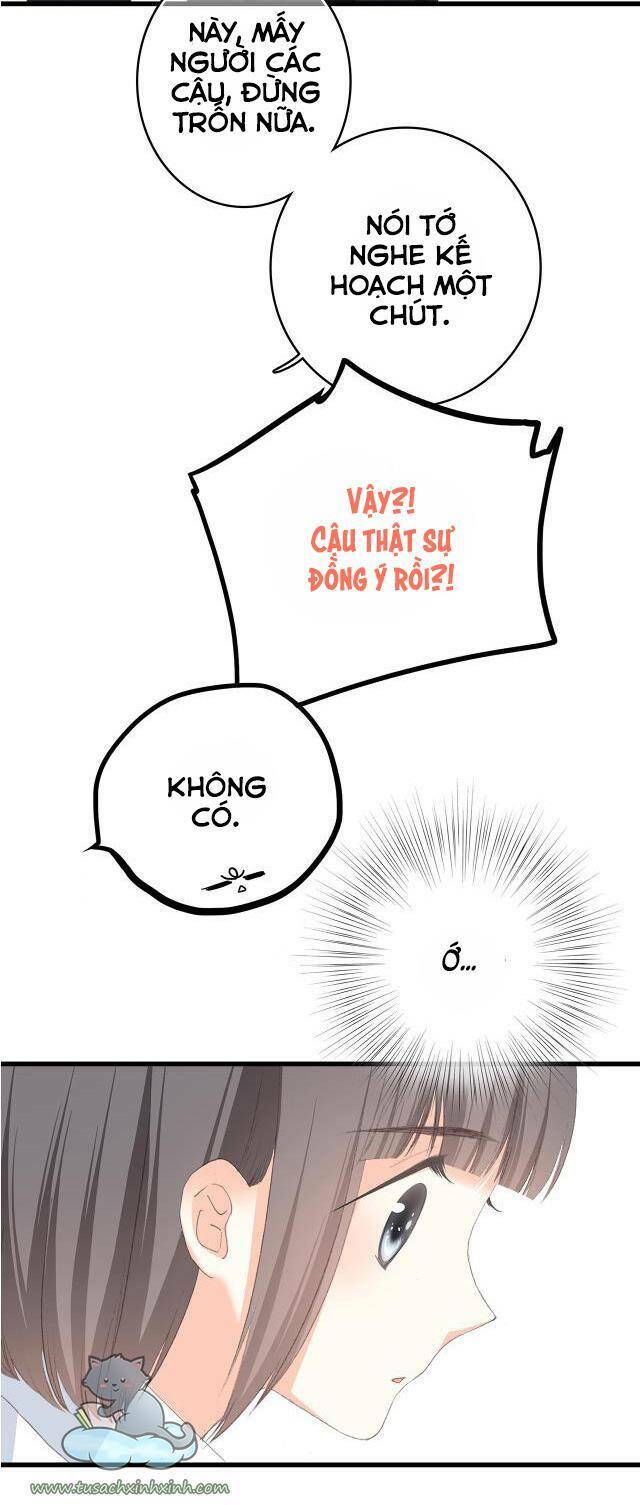 NÀY, MẤY
NGƯỜI CÁC
CẬU, ĐỪNG
TRỐN NỮA.
NÓI TỚ
NGHE KẾ
HOẠCH MỘT
CHÚT.
VẬY?!
CẬU THẬT SỰ
ĐỒNG Ý RỒI?!
KHÔNG
CÓ.
Ớ...
www.tusachxinhxinh.com